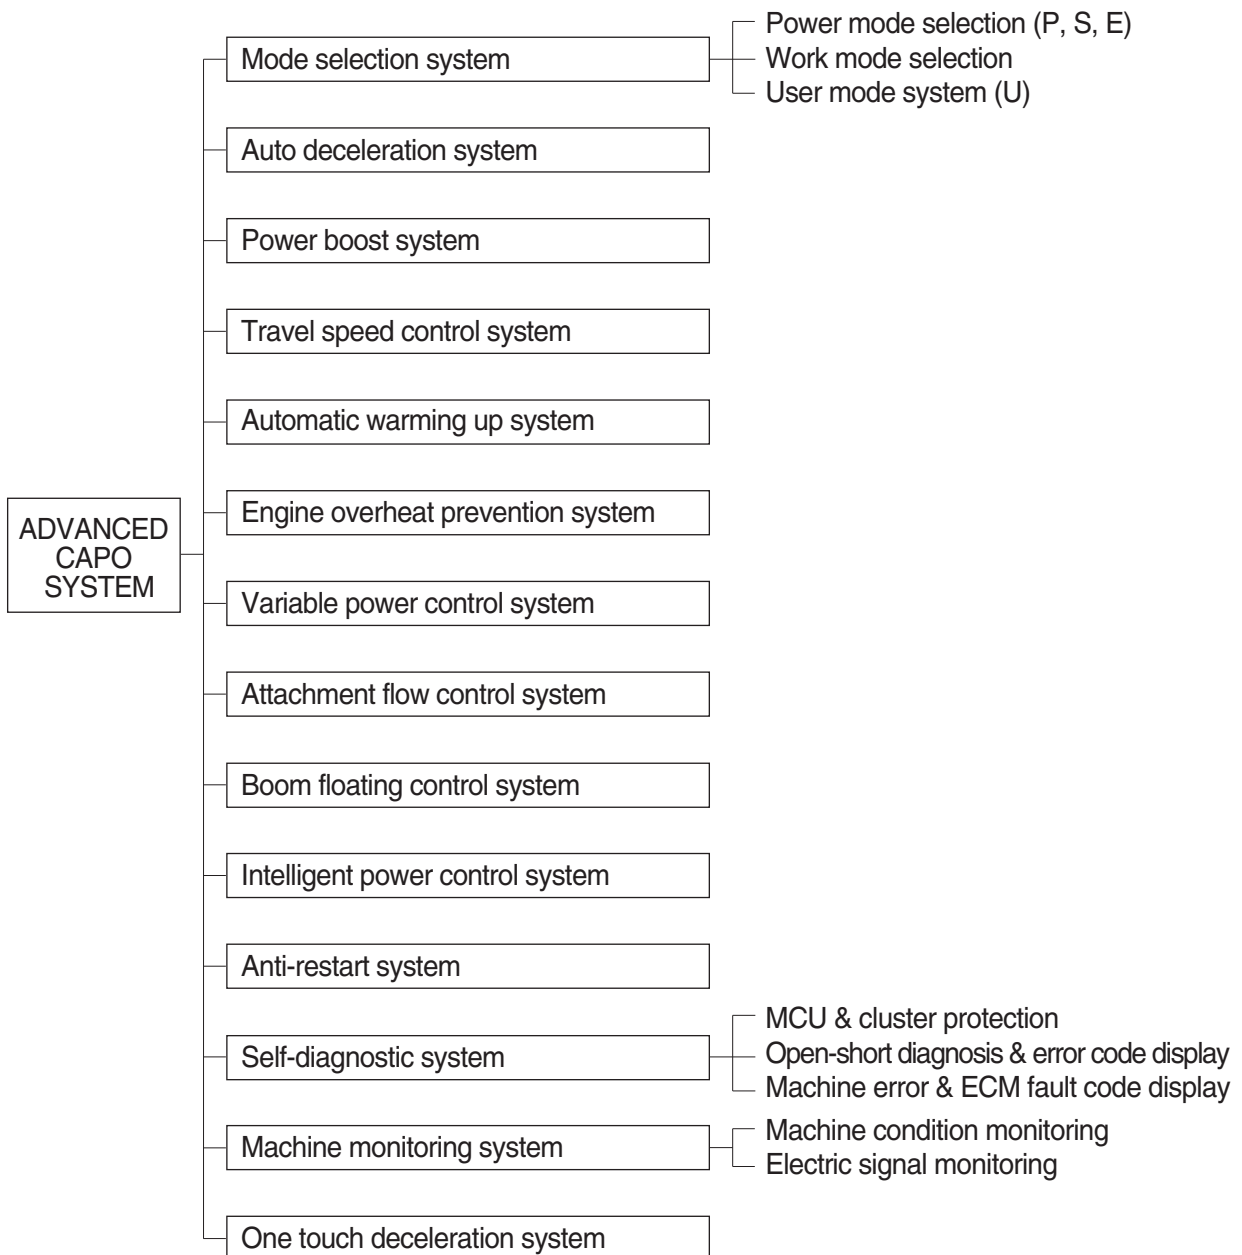 Power mode selection (P, S, E)
Mode selection system
Work mode selection
User mode system (U)
Auto deceleration system
Power boost system
Travel speed control system
Automatic warming up system
Engine overheat prevention system
ADVANCED
CAPO
SYSTEM
Variable power control system
Attachment flow control system
Boom floating control system
Intelligent power control system
Anti-restart system
MCU & cluster protection
Self-diagnostic system
Open-short diagnosis & error code display
Machine error & ECM fault code display
Machine monitoring system
Machine condition monitoring
Electric signal monitoring
One touch deceleration system